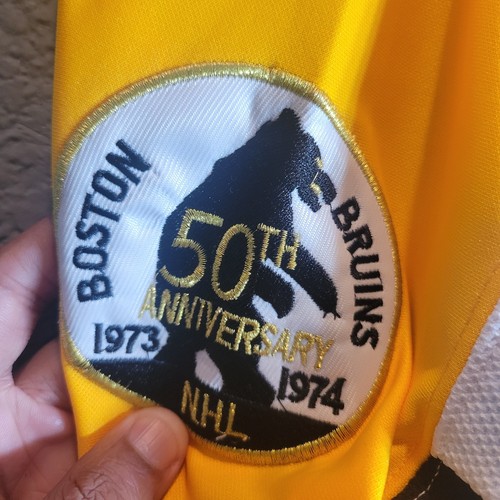 BOSTON
BRUINS
50TH
ANNIVERSARY
1973
1974
NHL